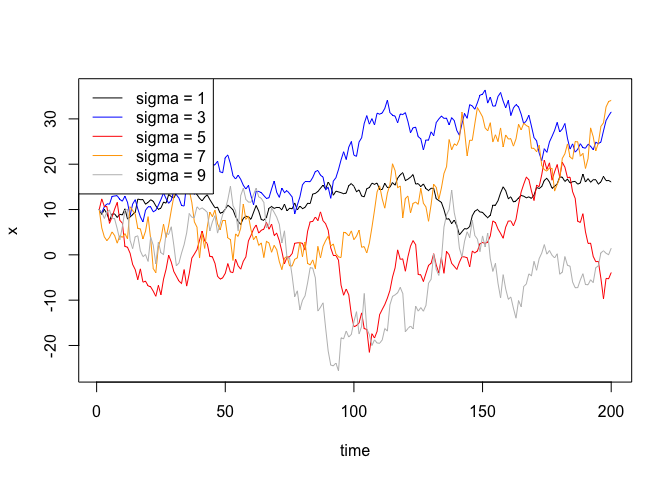 sigma = 1
sigma = 3
sigma = 5
sigma = 7
sigma = 9
30
20
10
0
-10
-20
x
0 50 100 150 200
time